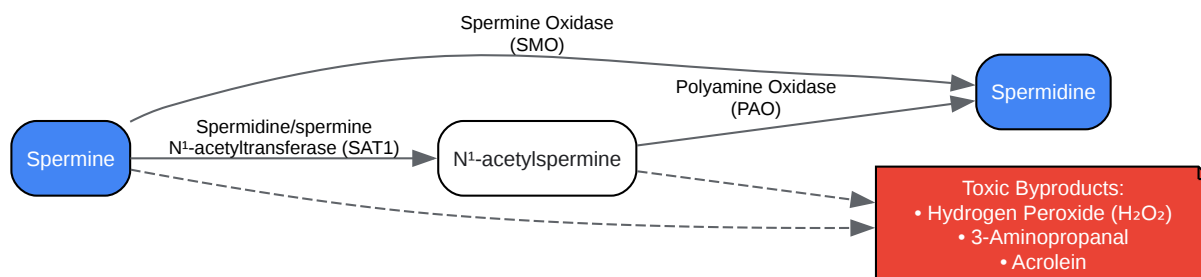 Spermine Oxidase
(SMO)
Polyamine Oxidase
(PAO)
Spermidine
Spermidine/spermine
N¹-acetyltransferase (SAT1)
Spermine
N¹-acetylspermine
Toxic Byproducts:
• Hydrogen Peroxide (H₂O₂)
• 3-Aminopropanal
• Acrolein